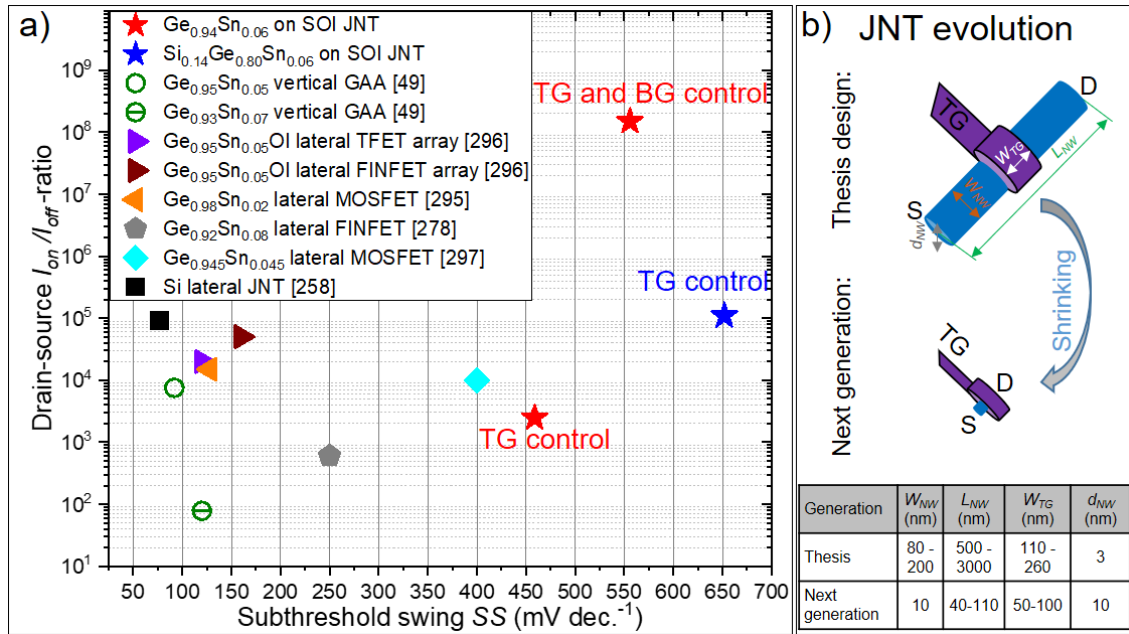 a)
Ge0.94Sn0.06 on SOI JNT
Si0.14Ge0.80Sn0.06 on SOI JNT
Ge0.95Sn0.05 vertical GAA [49]
Ge0.93Sn0.07 vertical GAA [49]
Ge0.95Sn0.05OI lateral TFET array [296]
Ge0.95Sn0.05OI lateral FINFET array [296]
Ge0.98Sn0.02 lateral MOSFET [295]
Ge0.92Sn0.08 lateral FINFET [278]
Ge0.945Sn0.045 lateral MOSFET [297]
Si lateral JNT [258]
TG and BG control
TG control
TG control
Drain-source Ion/Ioff-ratio
10^9
10^8
10^7
10^6
10^5
10^4
10^3
10^2
10^1
50 100 150 200 250 300 350 400 450 500 550 600 650 700
Subthreshold swing SS (mV dec.-1)
b) JNT evolution
Thesis design:
TG
D
WTG
LNW
WNW
S
dNW
Shrinking
Next generation:
TG
D
S
Generation WNW (nm) LNW (nm) WTG (nm) dNW (nm)
Thesis 80 - 200 500 - 3000 110 - 260 3
Next generation 10 40-110 50-100 10